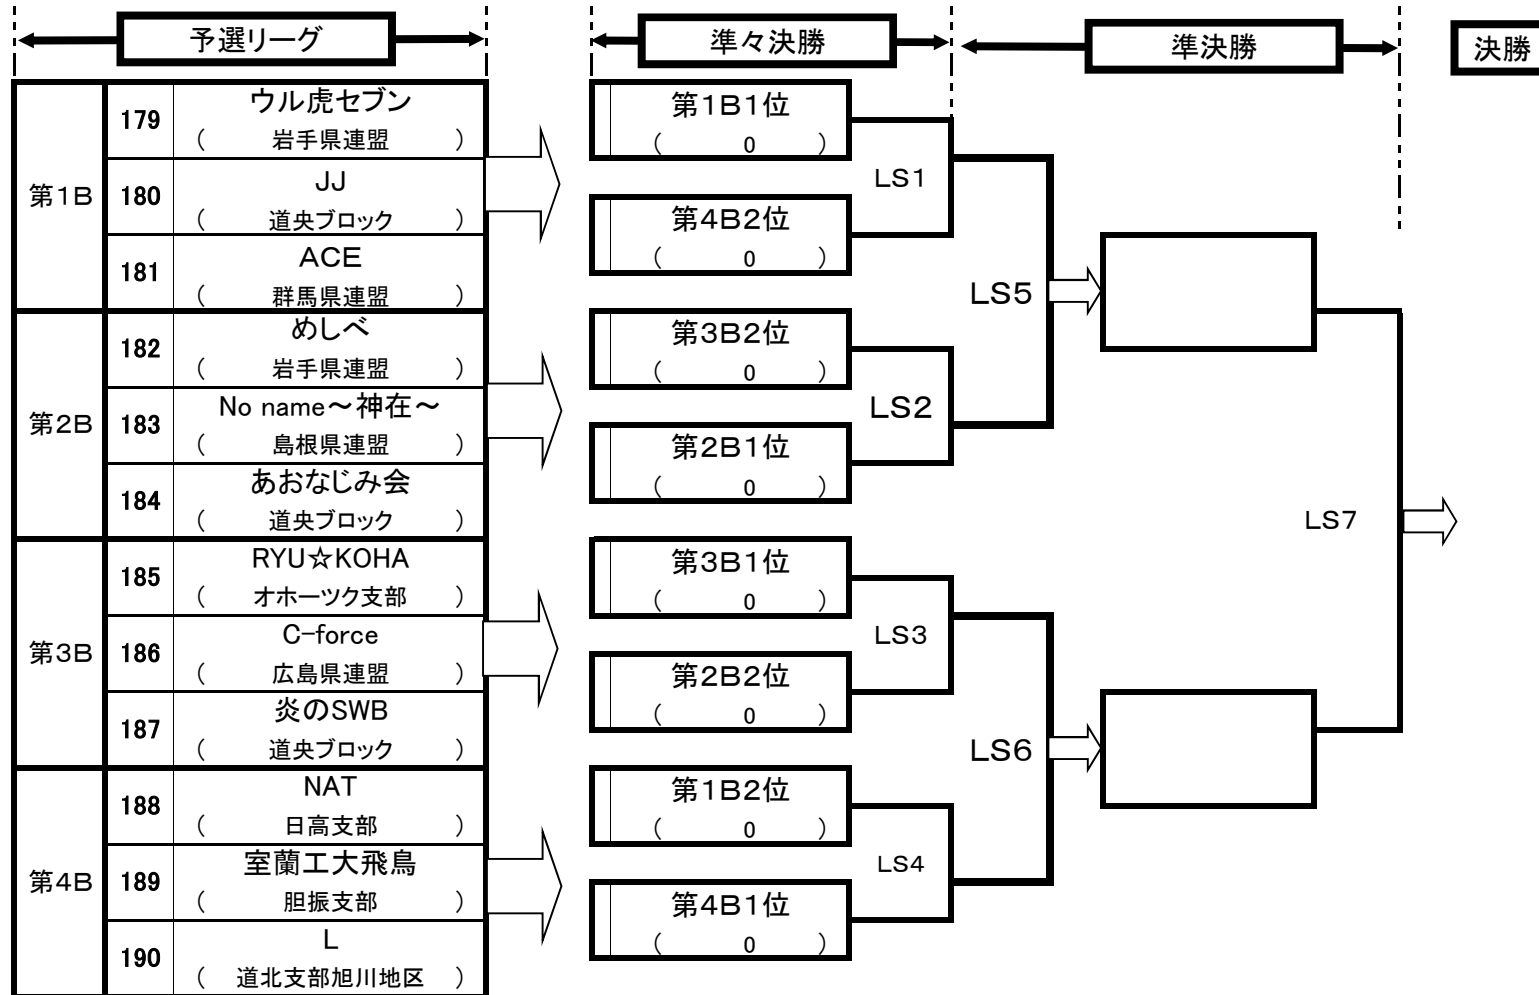 予選リーグ
準々決勝
準決勝
決勝
第1B
179
ウル虎セブン
( 岩手県連盟 )
180
JJ
( 道央ブロック )
181
ACE
( 群馬県連盟 )
第2B
182
めしべ
( 岩手県連盟 )
183
No name～神在～
( 島根県連盟 )
184
あおなじみ会
( 道央ブロック )
第3B
185
RYU☆KOHA
( オホーツク支部 )
186
C-force
( 広島県連盟 )
187
炎のSWB
( 道央ブロック )
第4B
188
NAT
( 日高支部 )
189
室蘭工大飛鳥
( 胆振支部 )
190
L
( 道北支部旭川地区 )
第1B1位
( 0 )
LS1
第4B2位
( 0 )
第3B2位
( 0 )
LS2
第2B1位
( 0 )
第3B1位
( 0 )
LS3
第2B2位
( 0 )
第1B2位
( 0 )
LS4
第4B1位
( 0 )
LS5
LS6
LS7